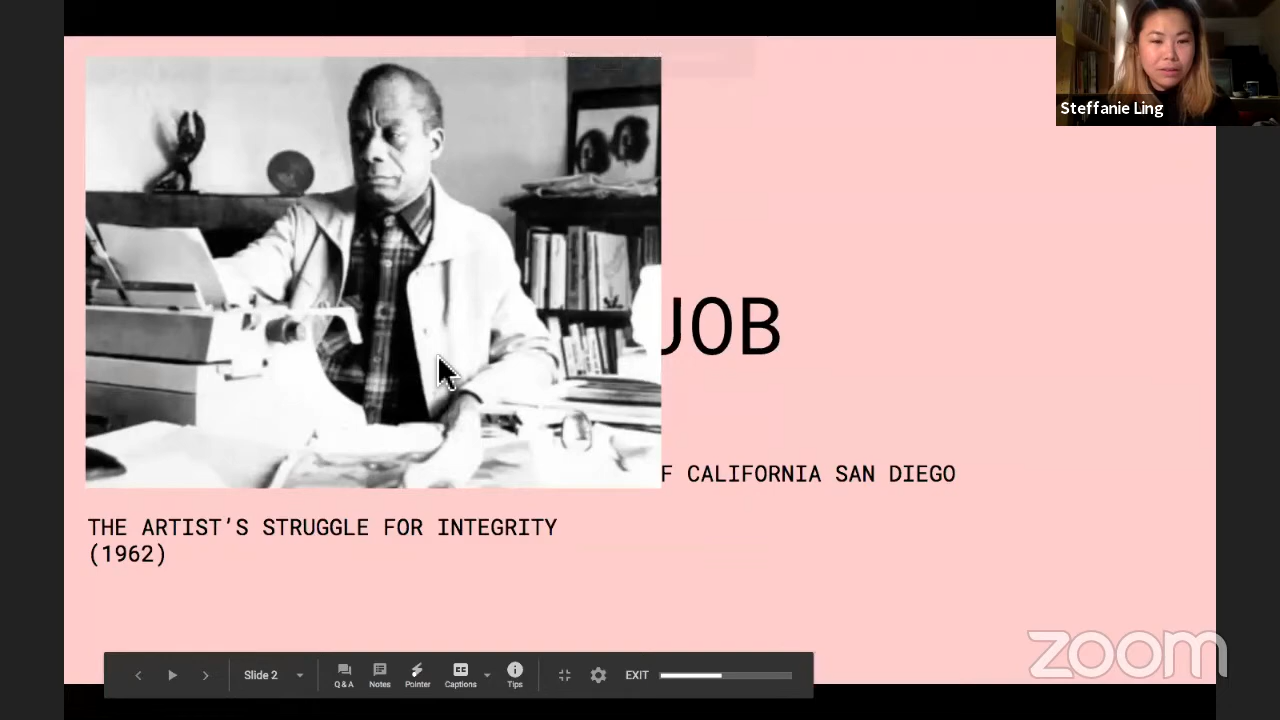 Steffanie Ling
JOB
F CALIFORNIA SAN DIEGO
THE ARTIST’S STRUGGLE FOR INTEGRITY
(1962)
Slide 2
Q & A
Notes
Pointer
Captions
Tips
EXIT
zoom